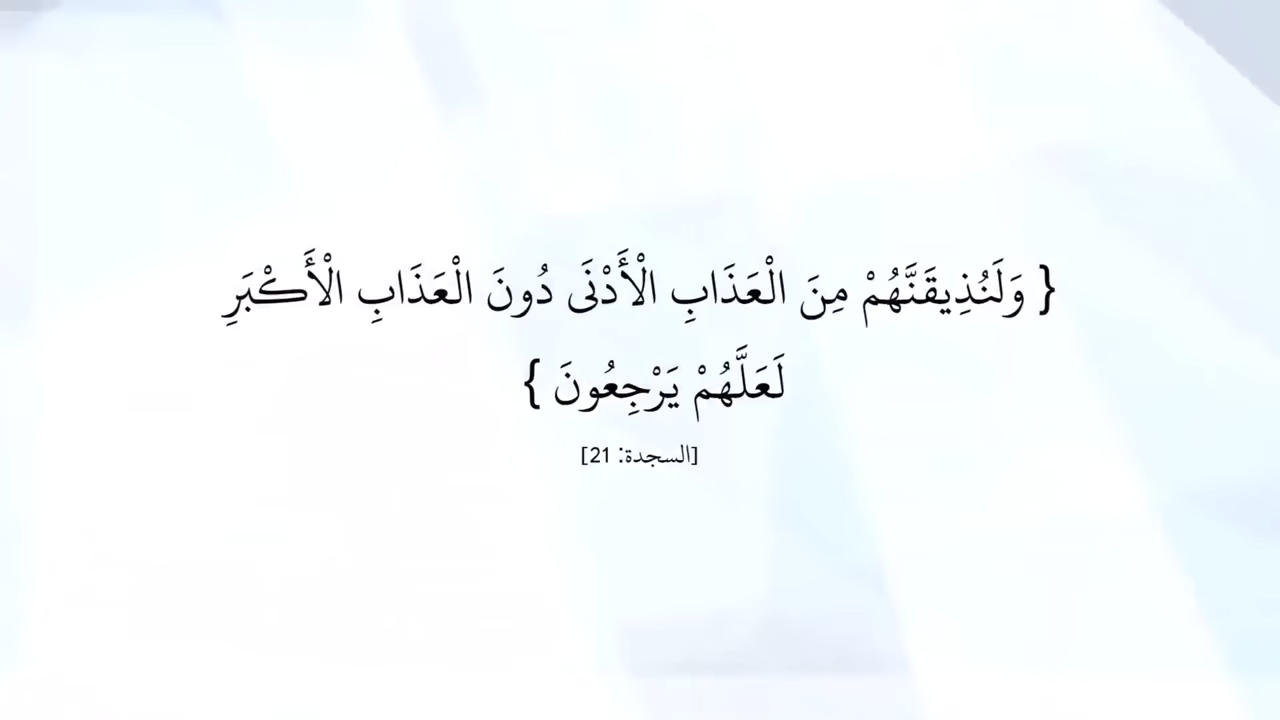 { وَلَنُذِيقَنَّهُمْ مِنَ الْعَذَابِ الْأَدْنَى دُونَ الْعَذَابِ الْأَكْبَرِ
لَعَلَّهُمْ يَرْجِعُونَ }
[السجدة: 21]